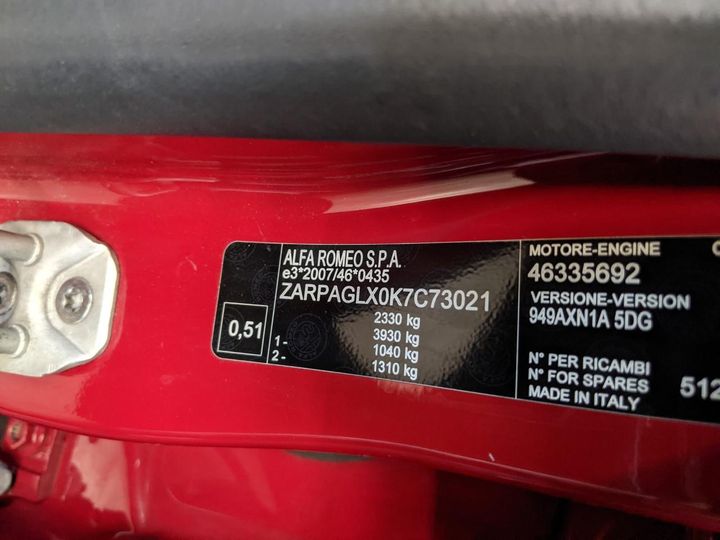 ALFA ROMEO S.P.A.
e3*2007/46*0435
ZARPAGLX0K7C73021
0,51
2330 kg
3930 kg
1- 1040 kg
2- 1310 kg
MOTORE-ENGINE
46335692
VERSIONE-VERSION
949AXN1A 5DG
N° PER RICAMBI
N° FOR SPARES
MADE IN ITALY
512